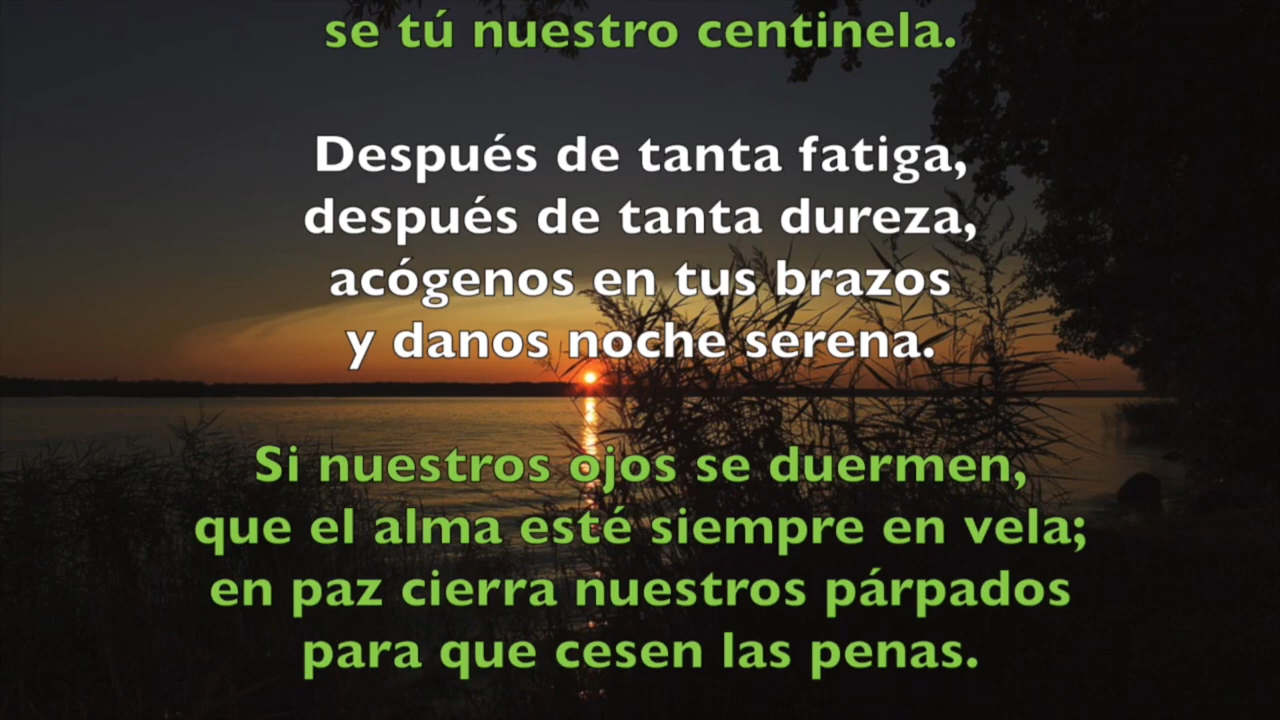 se tú nuestro centinela.
Después de tanta fatiga,
después de tanta dureza,
acógenos en tus brazos
y danos noche serena.
Si nuestros ojos se duermen,
que el alma esté siempre en vela;
en paz cierra nuestros párpados
para que cesen las penas.